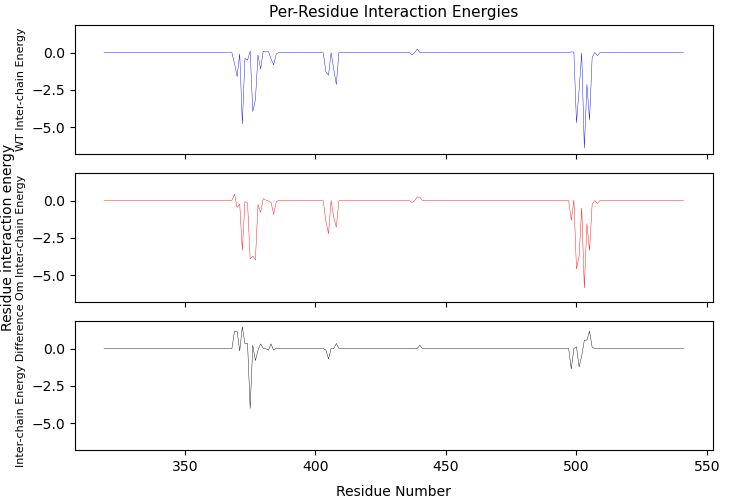 Per-Residue Interaction Energies
Residue interaction energy
WT Inter-chain Energy
0.0
−2.5
−5.0
Om Inter-chain Energy
0.0
−2.5
−5.0
Inter-chain Energy Difference
0.0
−2.5
−5.0
350
400
450
500
550
Residue Number